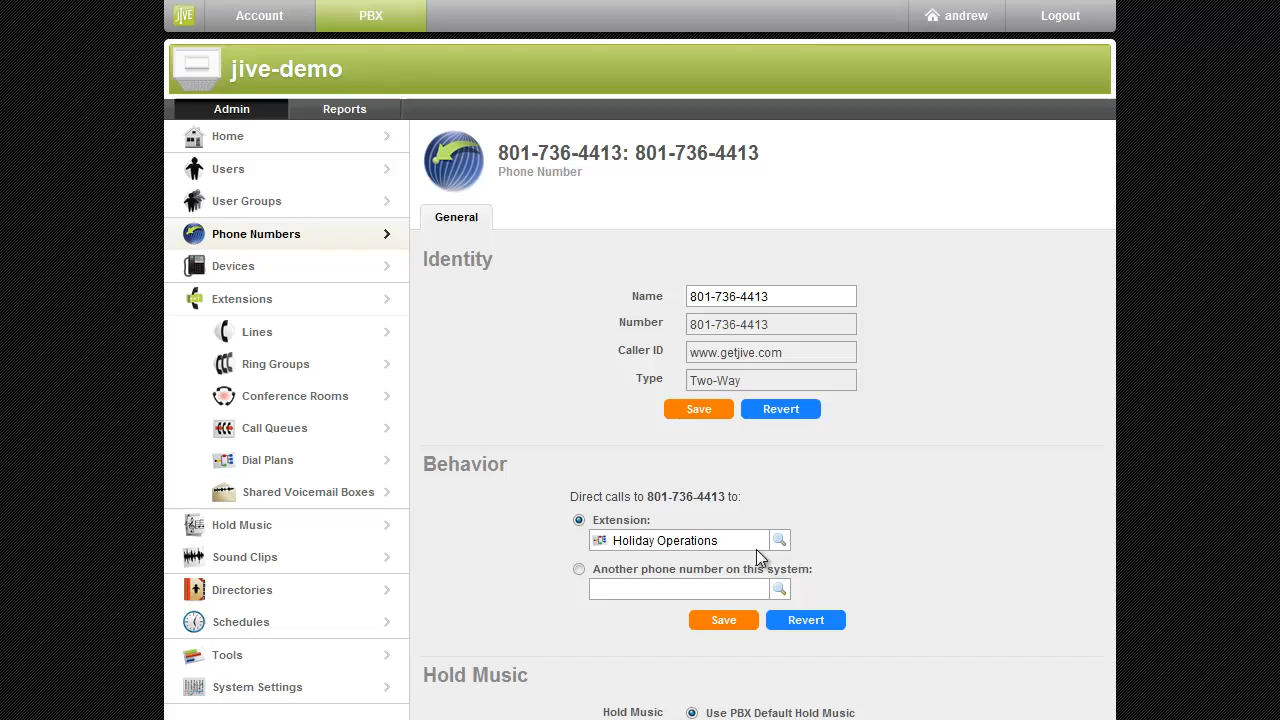 jive Account PBX andrew Logout
jive-demo
Admin Reports
Home
Users
User Groups
Phone Numbers
Devices
Extensions
Lines
Ring Groups
Conference Rooms
Call Queues
Dial Plans
Shared Voicemail Boxes
Hold Music
Sound Clips
Directories
Schedules
Tools
System Settings
801-736-4413: 801-736-4413
Phone Number
General
Identity
Name 801-736-4413
Number 801-736-4413
Caller ID www.getjive.com
Type Two-Way
Save Revert
Behavior
Direct calls to 801-736-4413 to:
Extension:
Holiday Operations
Another phone number on this system:
Save Revert
Hold Music
Hold Music Use PBX Default Hold Music